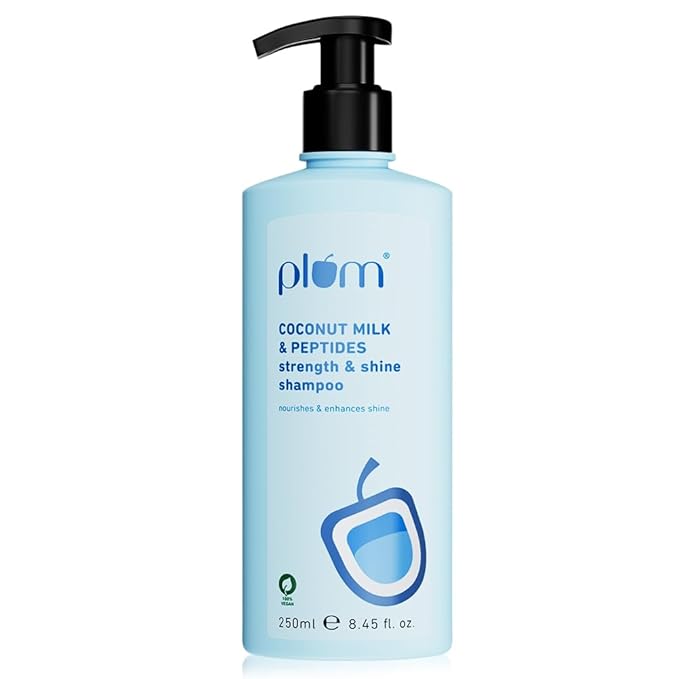 plum®
COCONUT MILK
& PEPTIDES
strength & shine
shampoo
nourishes & enhances shine
100%
VEGAN
250ml ℮ 8.45 fl. oz.